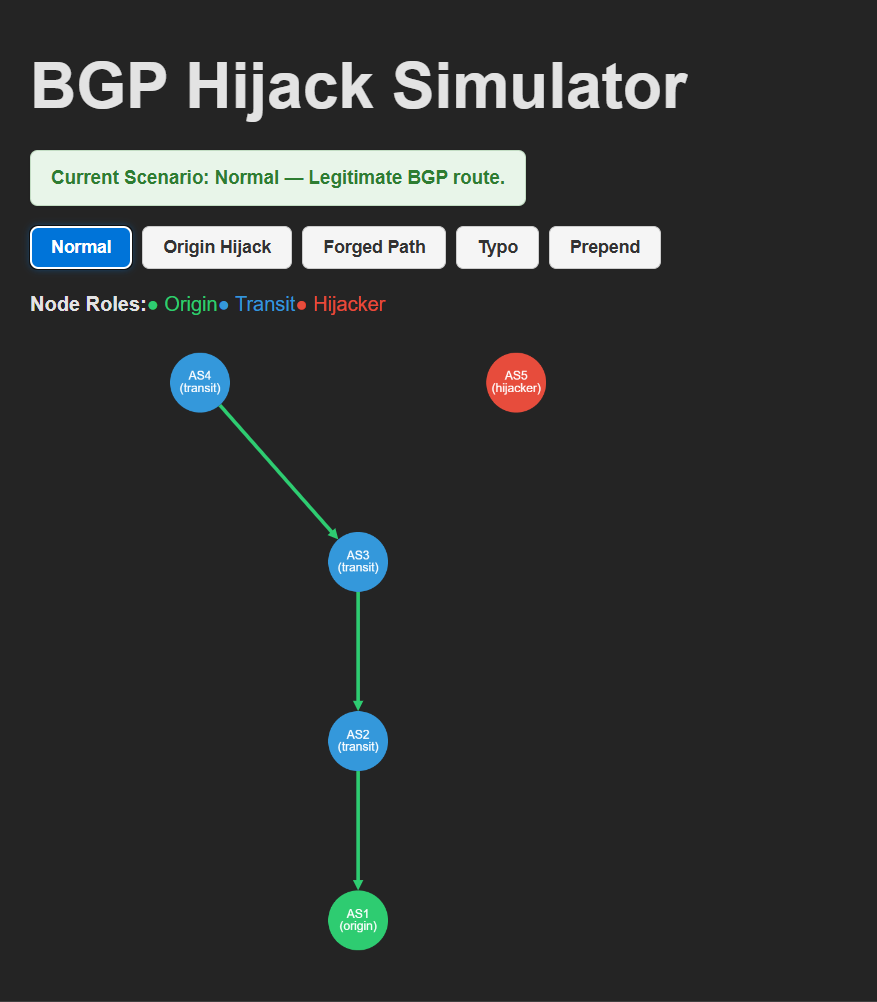 BGP Hijack Simulator
Current Scenario: Normal — Legitimate BGP route.
Normal Origin Hijack Forged Path Typo Prepend
Node Roles:● Origin● Transit● Hijacker
AS4
(transit)
AS5
(hijacker)
AS3
(transit)
AS2
(transit)
AS1
(origin)